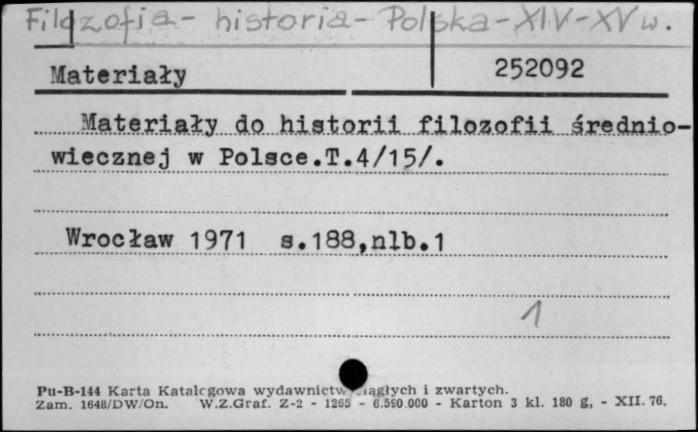 Filozofia - historia - Polska - XIV - XV w.
Materiały 252092
Materiały do historii filozofii średnio-
wiecznej w Polsce.T.4/15/.
Wrocław 1971 s.188,nlb.1
1
Pu-B-144 Karta Katalogowa wydawnictw ciągłych i zwartych.
Zam. 1648/DW/On. W.Z.Graf. Z-2 - 1265 - 6.590.000 - Karton 3 kl. 180 g, - XII. 76.